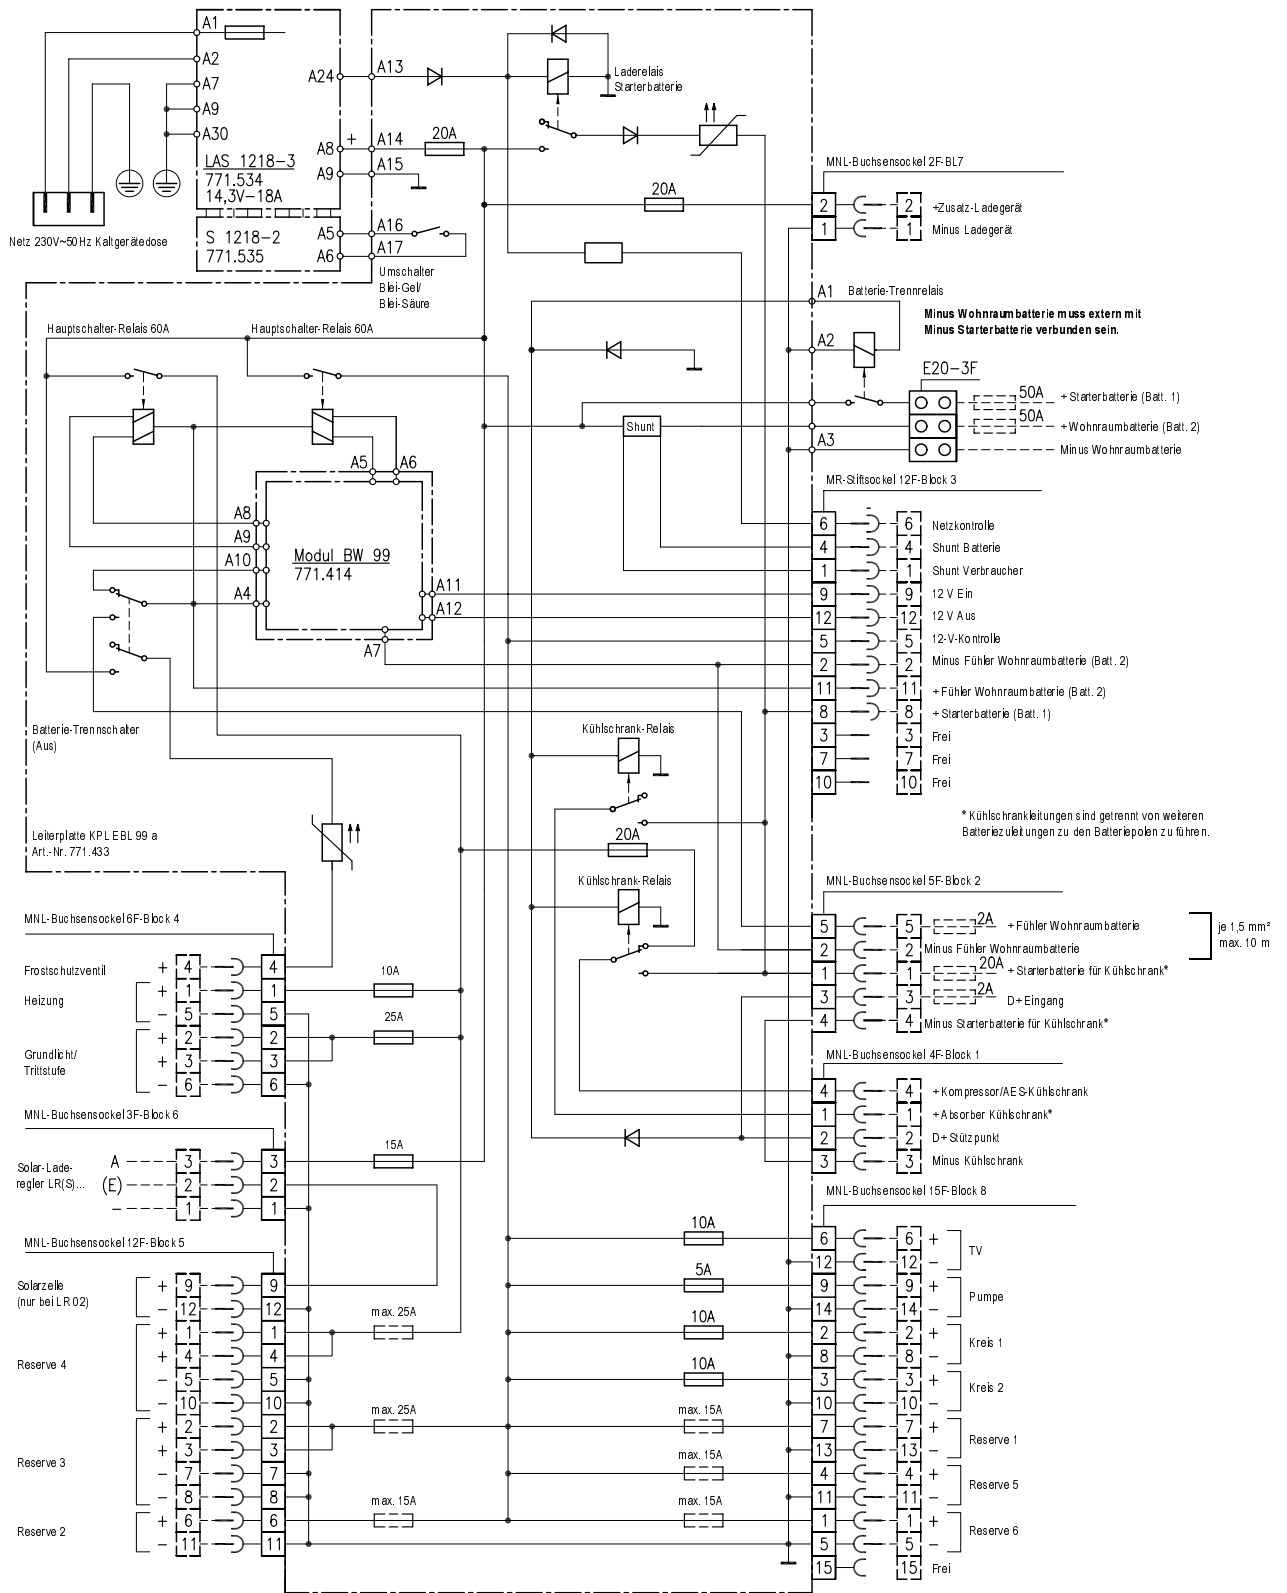 A1
A2
A7
A9
A30
LAS 1218-3
771.534
14,3V-18A
S 1218-2
771.535
A24
A8
A9
A5
A6
+
A13
A14
A15
A16
A17
20A
Netz 230V~50Hz Kaltgerätedose
Umschalter
Blei-Gel/
Blei-Säure
Laderelais
Starterbatterie
20A
MNL-Buchsensockel 2F-BL7
2 2 +Zusatz-Ladegerät
1 1 Minus Ladegerät
A1 Batterie-Trennrelais
A2
Minus Wohnraumbatterie muss extern mit
Minus Starterbatterie verbunden sein.
E20-3F
50A +Starterbatterie (Batt. 1)
50A +Wohnraumbatterie (Batt. 2)
A3 Minus Wohnraumbatterie
Hauptschalter-Relais 60A Hauptschalter-Relais 60A
Shunt
A5 A6
A8
A9
A10
A4
Modul BW 99
771.414
A11
A12
A7
MR-Stiftsockel 12F-Block 3
6 6 Netzkontrolle
4 4 Shunt Batterie
1 1 Shunt Verbraucher
9 9 12 V Ein
12 12 12 V Aus
5 5 12-V-Kontrolle
2 2 Minus Fühler Wohnraumbatterie (Batt. 2)
11 11 +Fühler Wohnraumbatterie (Batt. 2)
8 8 +Starterbatterie (Batt. 1)
3 3 Frei
7 7 Frei
10 10 Frei
Batterie-Trennschalter
(Aus)
Kühlschrank-Relais
20A
Kühlschrank-Relais
* Kühlschrankleitungen sind getrennt von weiteren
Batteriezuleitungen zu den Batteriepolen zu führen.
Leiterplatte KPL EBL 99 a
Art.-Nr. 771.433
MNL-Buchsensockel 5F-Block 2
5 5 2A +Fühler Wohnraumbatterie
2 2 Minus Fühler Wohnraumbatterie
je 1,5 mm²
max. 10 m
1 1 20A +Starterbatterie für Kühlschrank*
3 3 2A D+ Eingang
4 4 Minus Starterbatterie für Kühlschrank*
MNL-Buchsensockel 6F-Block 4
Frostschutzventil + 4 4
Heizung + 1 1 10A
- 5 5
+ 2 2 25A
Grundlicht/
Trittstufe
+ 3 3
- 6 6
MNL-Buchsensockel 4F-Block 1
4 4 +Kompressor/AES-Kühlschrank
1 1 +Absorber Kühlschrank*
2 2 D+ Stützpunkt
3 3 Minus Kühlschrank
MNL-Buchsensockel 3F-Block 6
Solar-Lade-
regler LR(S)...
A 3 3 15A
(E) 2 2
- 1 1
MNL-Buchsensockel 12F-Block 5
Solarzelle
(nur bei LR 02)
+ 9 9
- 12 12
Reserve 4
+ 1 1 max. 25A
+ 4 4
- 5 5
- 10 10
Reserve 3
+ 2 2 max. 25A
+ 3 3
- 7 7
- 8 8
Reserve 2
+ 6 6 max. 15A
- 11 11
MNL-Buchsensockel 15F-Block 8
10A 6 6 + TV
12 12 -
5A 9 9 + Pumpe
14 14 -
10A 2 2 + Kreis 1
8 8 -
10A 3 3 + Kreis 2
10 10 -
max. 15A 7 7 + Reserve 1
13 13 -
max. 15A 4 4 + Reserve 5
11 11 -
max. 15A 1 1 + Reserve 6
5 5 -
15 15 Frei